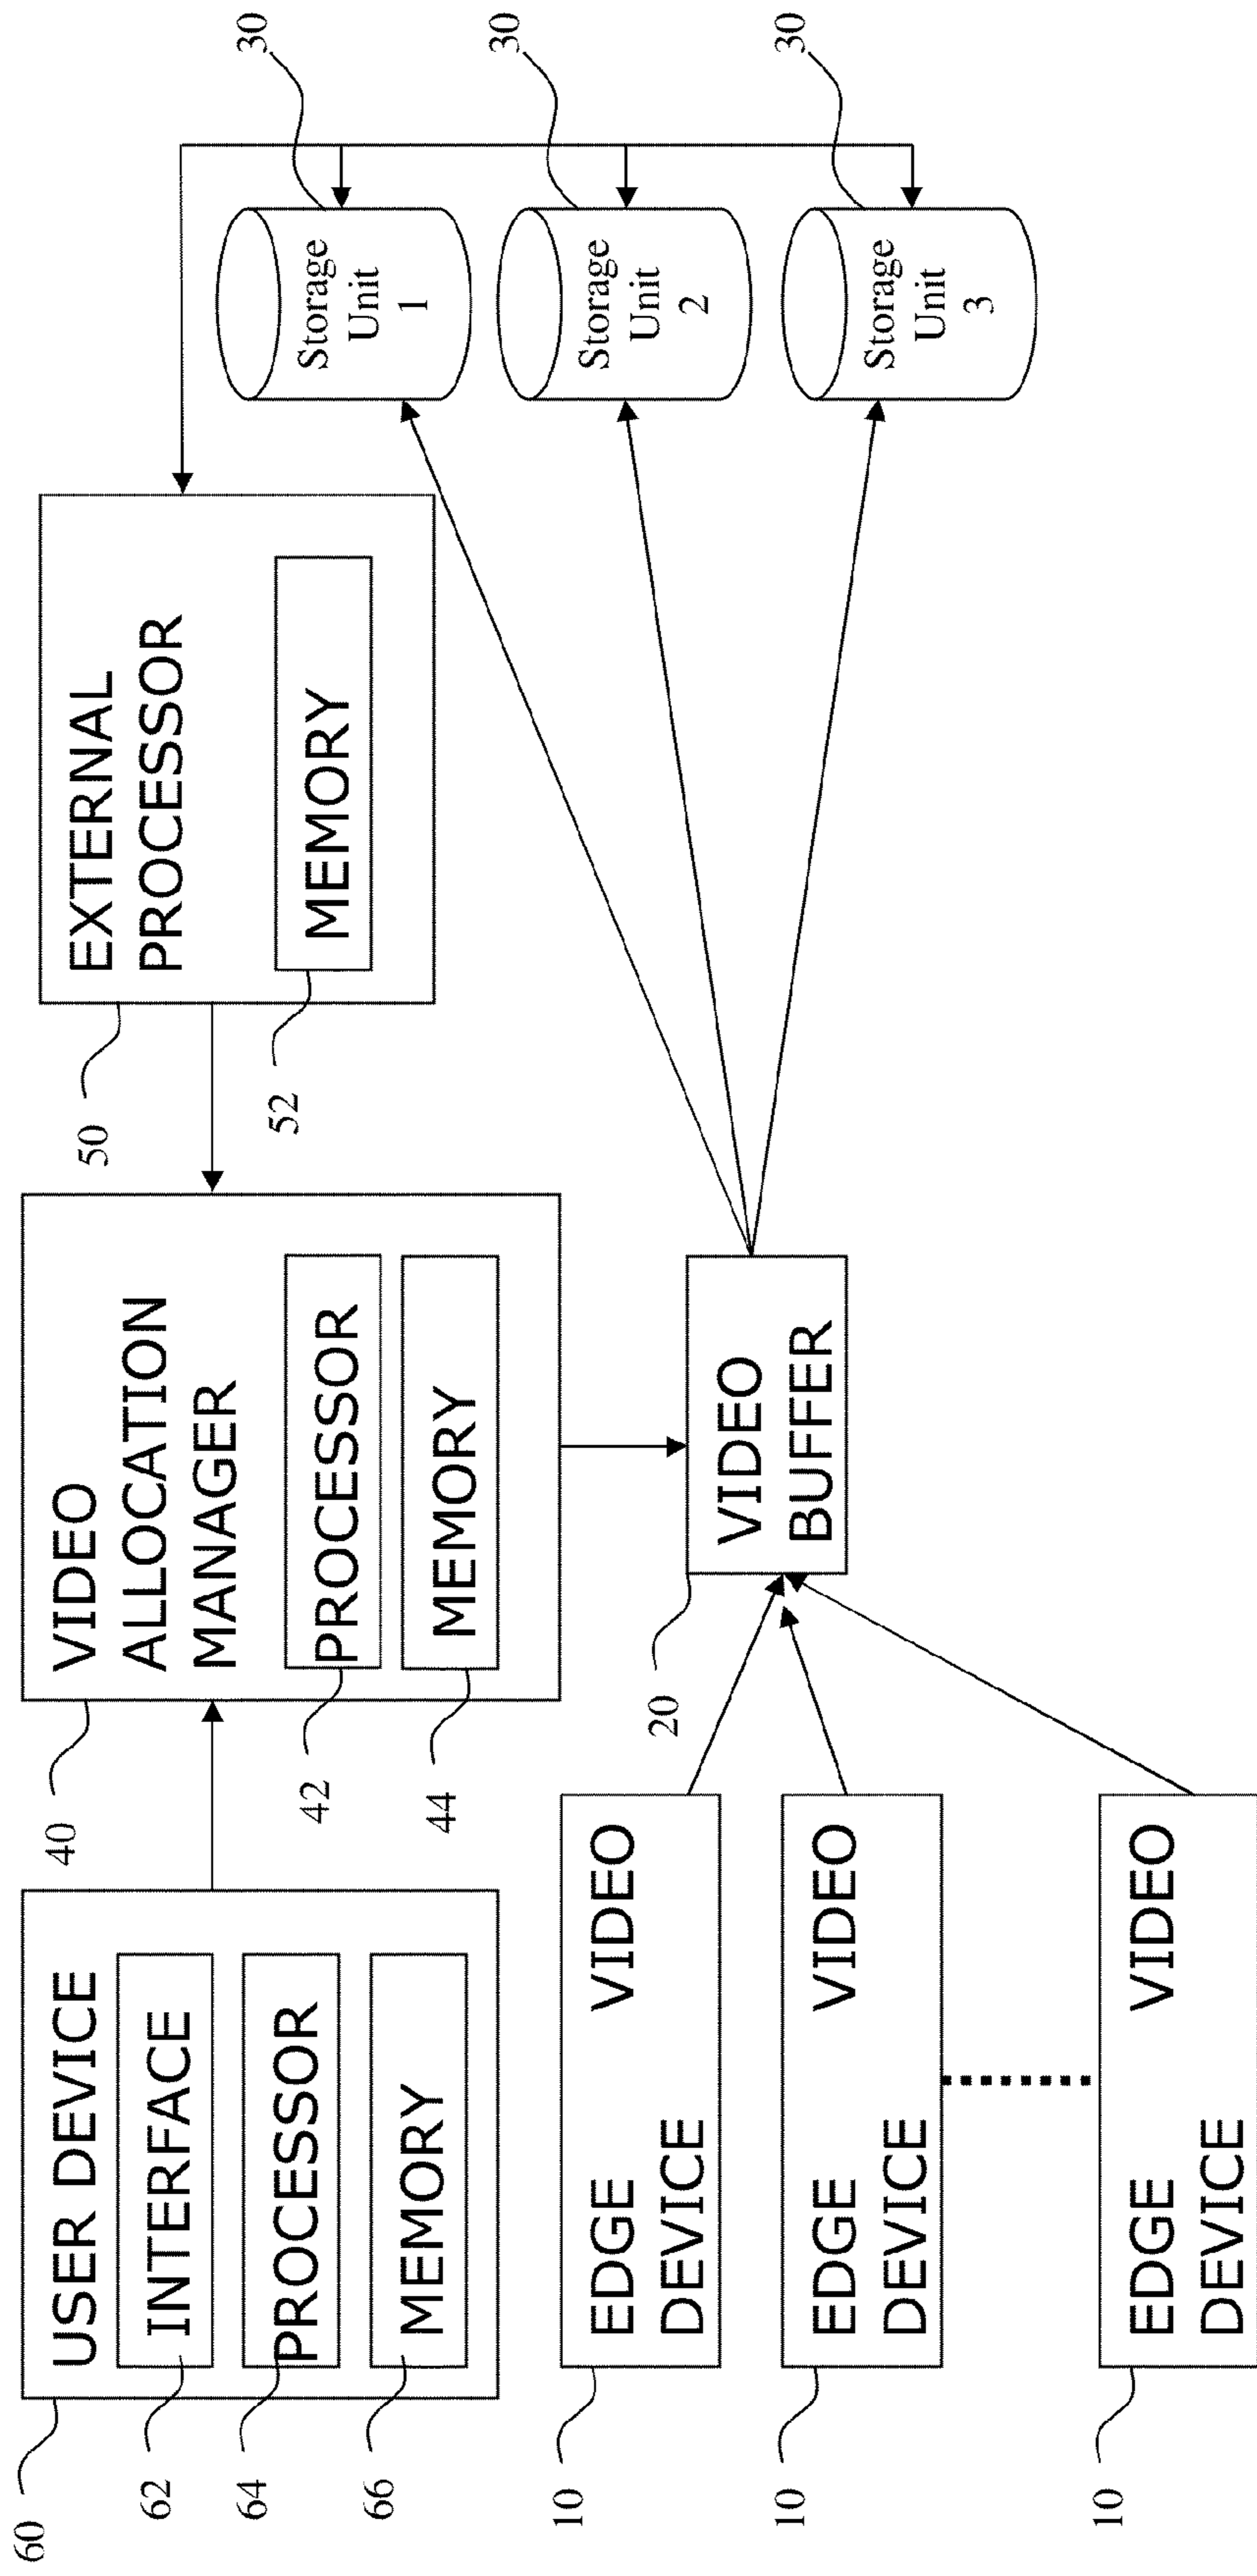 60
USER DEVICE
62
INTERFACE
64
PROCESSOR
66
MEMORY
40
VIDEO
ALLOCATION
MANAGER
42
PROCESSOR
44
MEMORY
50
EXTERNAL
PROCESSOR
52
MEMORY
10
EDGE VIDEO
DEVICE
10
EDGE VIDEO
DEVICE
10
EDGE VIDEO
DEVICE
20
VIDEO
BUFFER
30
Storage
Unit
1
30
Storage
Unit
2
30
Storage
Unit
3